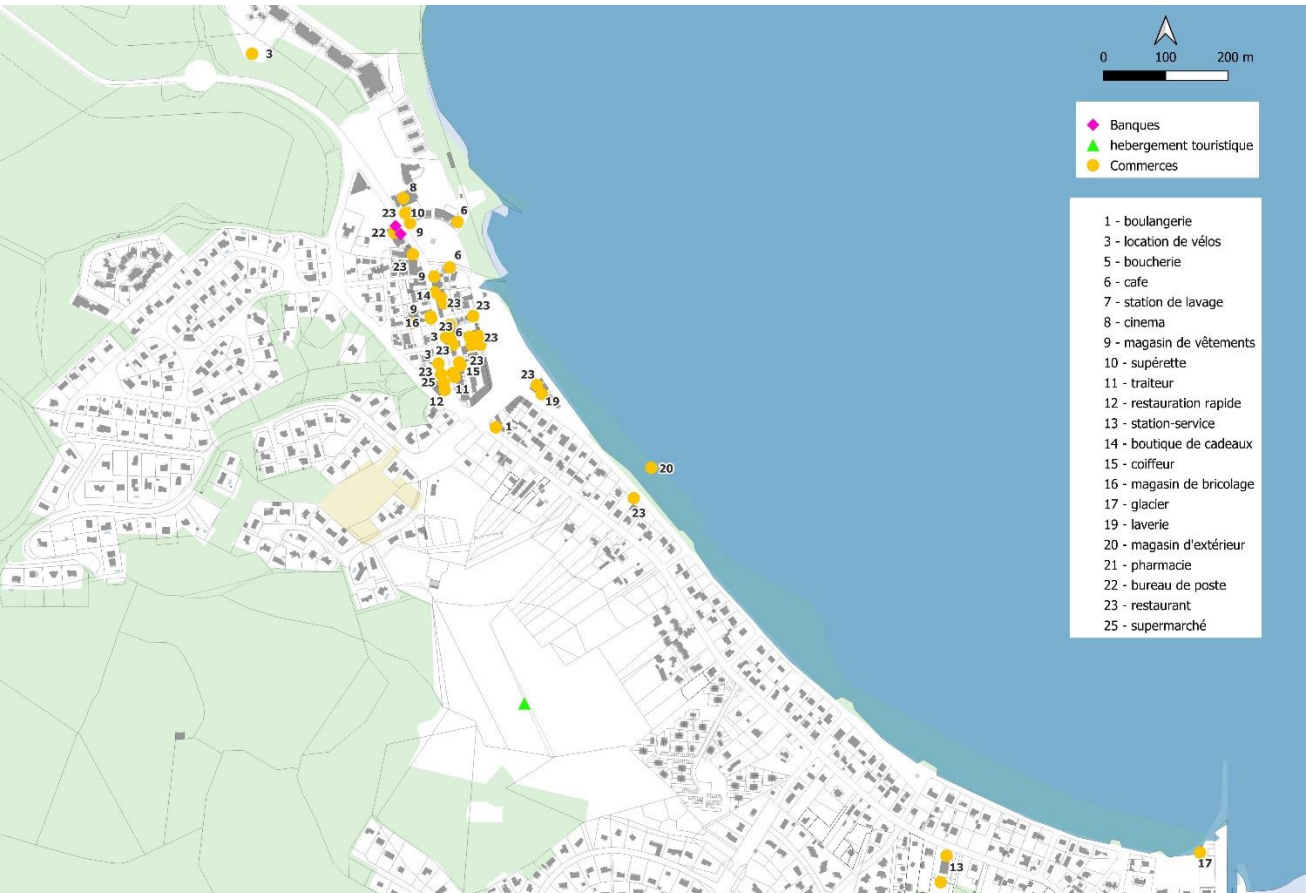 3
0 100 200 m
Banques
hebergement touristique
Commerces
1 - boulangerie
3 - location de vélos
5 - boucherie
6 - cafe
7 - station de lavage
8 - cinema
9 - magasin de vêtements
10 - supérette
11 - traiteur
12 - restauration rapide
13 - station-service
14 - boutique de cadeaux
15 - coiffeur
16 - magasin de bricolage
17 - glacier
19 - laverie
20 - magasin d'extérieur
21 - pharmacie
22 - bureau de poste
23 - restaurant
25 - supermarché
8
23 10 6
22 9
23 6
9
14 23
9 23
16 23
3 6 23
23
3 23
23 15
25 11 23
12 19
1
20
23
13
17